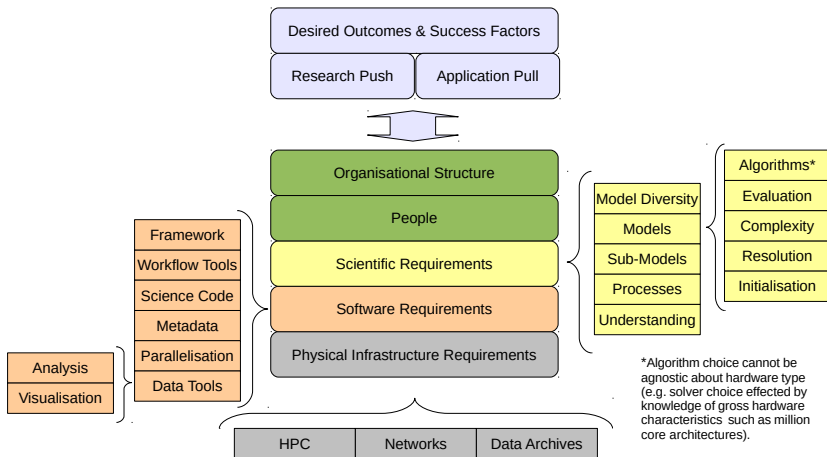 Desired Outcomes & Success Factors
Research Push
Application Pull
Organisational Structure
People
Scientific Requirements
Software Requirements
Physical Infrastructure Requirements
Framework
Workflow Tools
Science Code
Metadata
Parallelisation
Data Tools
Analysis
Visualisation
Model Diversity
Models
Sub-Models
Processes
Understanding
Algorithms*
Evaluation
Complexity
Resolution
Initialisation
*Algorithm choice cannot be
agnostic about hardware type
(e.g. solver choice effected by
knowledge of gross hardware
characteristics such as million
core architectures).
HPC
Networks
Data Archives